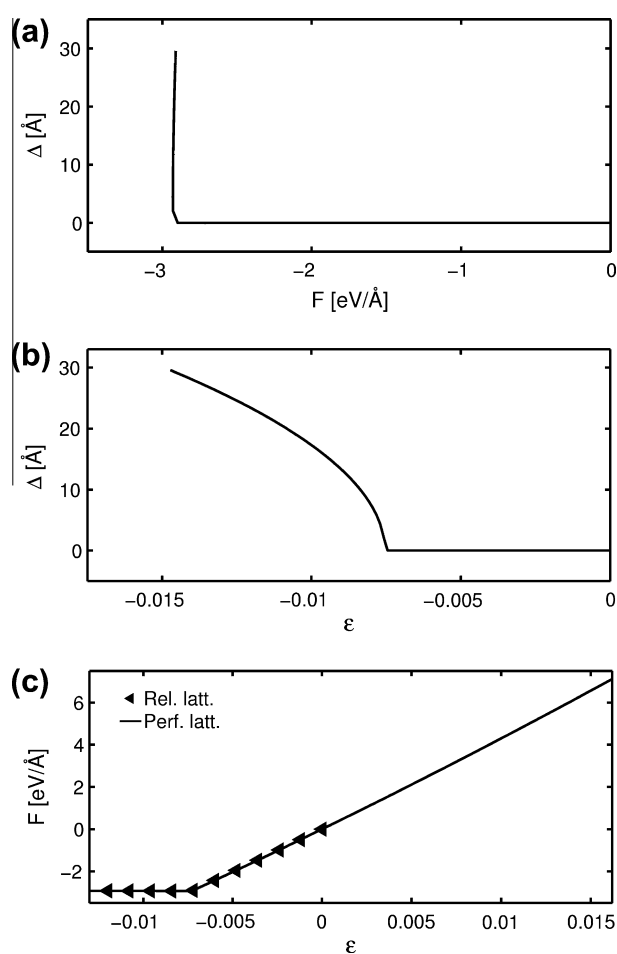 (a)
30
20
10
0
Δ [Å]
−3
−2
−1
0
F [eV/Å]
(b)
30
20
10
0
Δ [Å]
−0.015
−0.01
−0.005
0
ε
(c)
Rel. latt.
Perf. latt.
6
4
2
0
−2
F [eV/Å]
−0.01
−0.005
0
0.005
0.01
0.015
ε